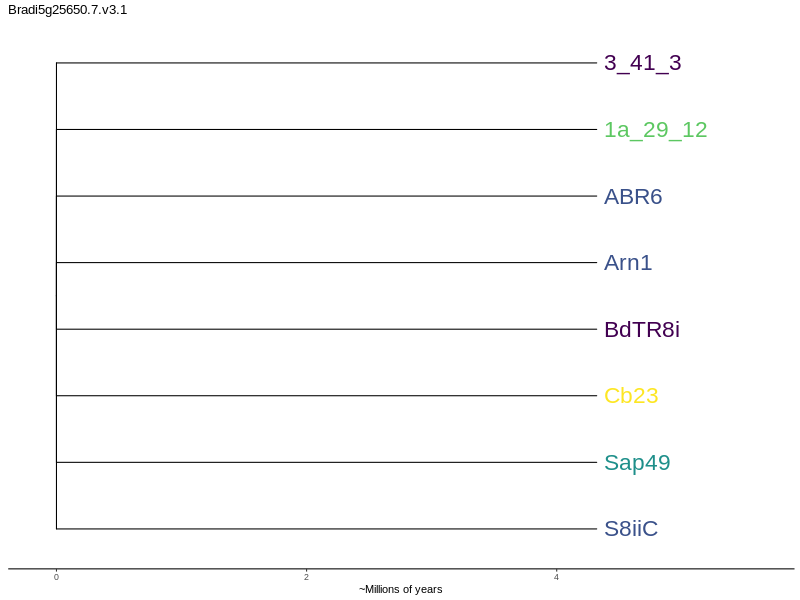 Bradi5g25650.7.v3.1
3_41_3
1a_29_12
ABR6
Arn1
BdTR8i
Cb23
Sap49
S8iiC
0 2 4
~Millions of years